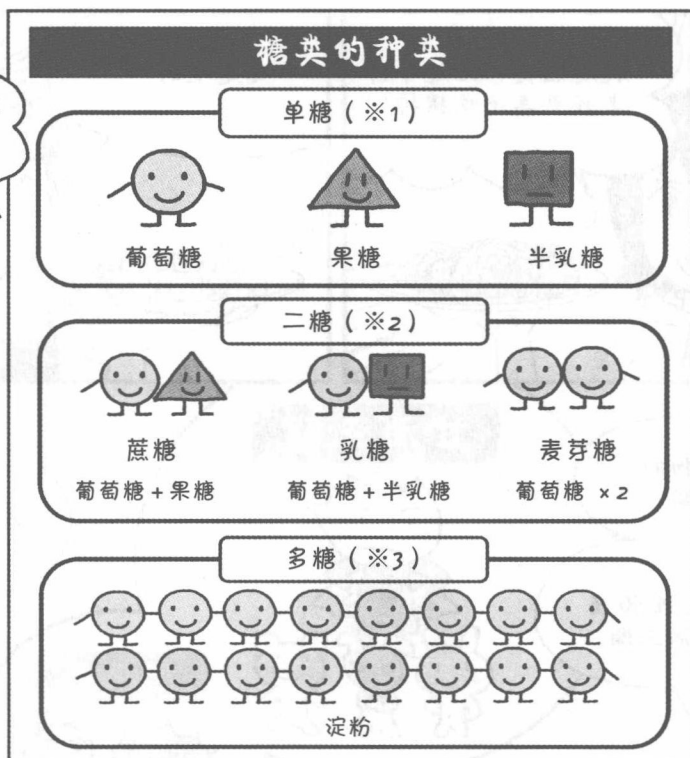 糖类的种类
单糖（※1）
葡萄糖 果糖 半乳糖
二糖（※2）
蔗糖 乳糖 麦芽糖
葡萄糖+果糖 葡萄糖+半乳糖 葡萄糖 ×2
多糖（※3）
淀粉